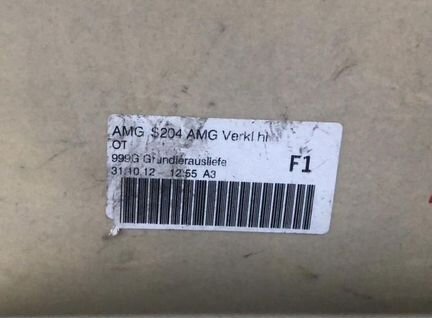 AMG S204 AMG Verkl hi
OT
999G Grundierausliefe
F1
31.10.12 12:55 A3